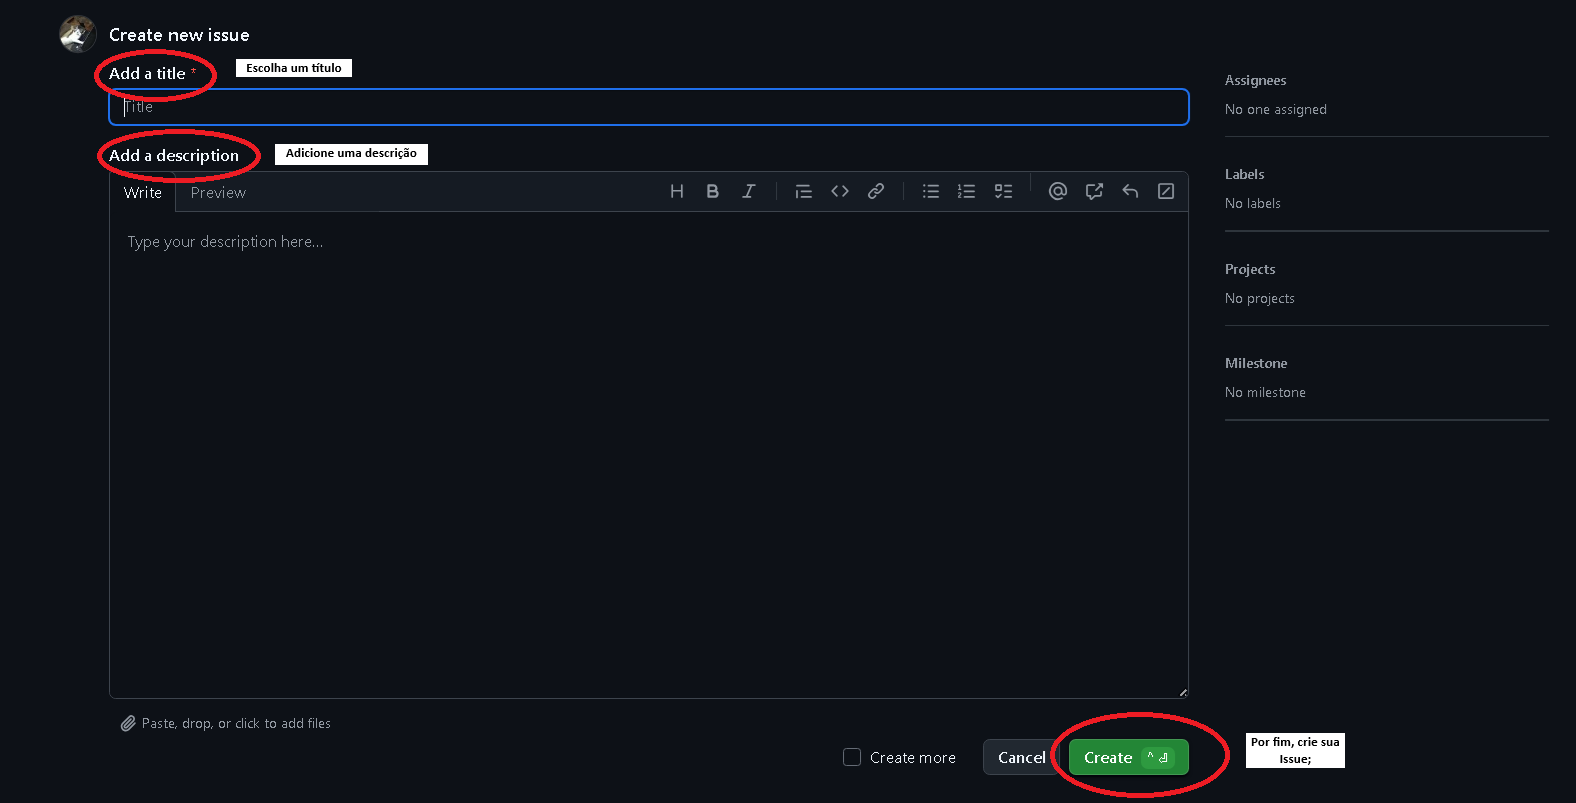 Create new issue
Add a title *
Escolha um título
Title
Add a description
Adicione uma descrição
Write
Preview
H B I
Type your description here...
Paste, drop, or click to add files
Create more
Cancel
Create ^ ⏎
Por fim, crie sua
Issue;
Assignees
No one assigned
Labels
No labels
Projects
No projects
Milestone
No milestone